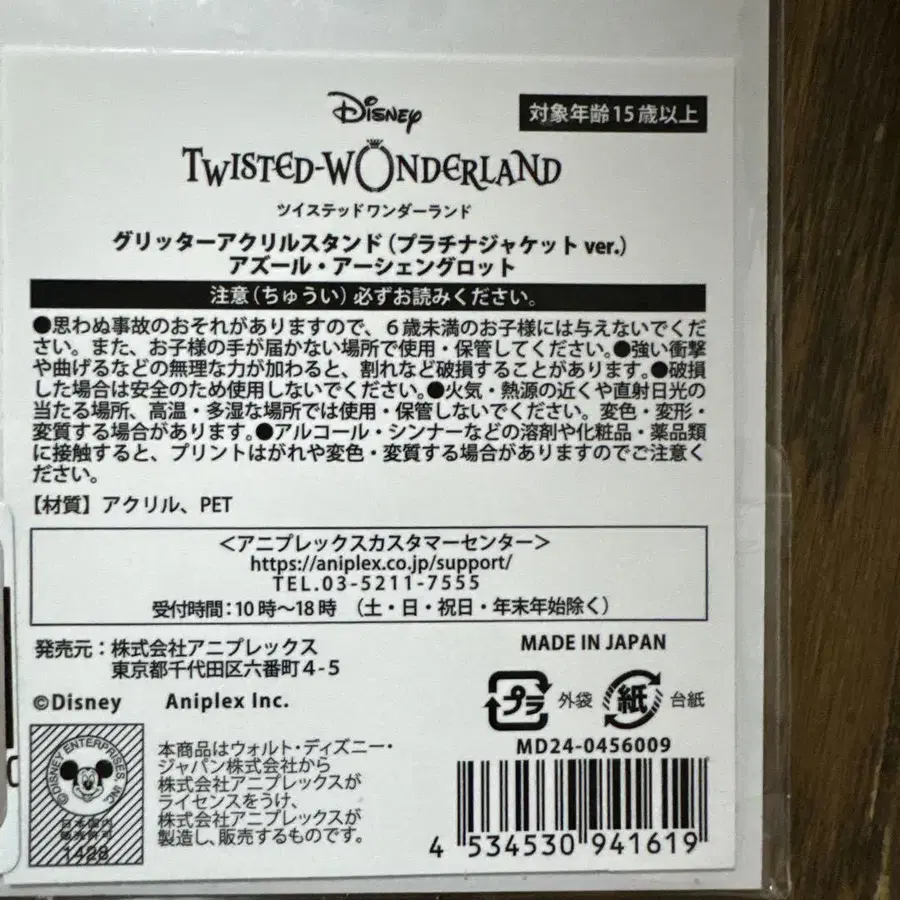 Disney
対象年齢15歳以上
TWISTED-WONDERLAND
ツイステッドワンダーランド
グリッターアクリルスタンド(プラチナジャケット ver.)
アズール・アーシェングロット
注意(ちゅうい)必ずお読みください。
●思わぬ事故のおそれがありますので、6歳未満のお子様には与えないでくだ
さい。また、お子様の手が届かない場所で使用・保管してください。●強い衝撃
や曲げるなどの無理な力が加わると、割れなど破損することがあります。●破損
した場合は安全のため使用しないでください。●火気・熱源の近くや直射日光の
当たる場所、高温・多湿な場所では使用・保管しないでください。変色・変形・
変質する場合があります。●アルコール・シンナーなどの溶剤や化粧品・薬品類
に接触すると、プリントはがれや変色・変質する場合がありますのでご注意く
ださい。
【材質】アクリル、PET
<アニプレックスカスタマーセンター>
https://aniplex.co.jp/support/
TEL.03-5211-7555
受付時間:10時~18時 (土・日・祝日・年末年始除く)
発売元:株式会社アニプレックス
東京都千代田区六番町4-5
MADE IN JAPAN
©Disney Aniplex Inc.
プラ 外袋 紙 台紙
MD24-0456009
©DISNEY ENTERPRISES, INC.
日本国内
販売許可
1428
本商品はウォルト・ディズニー・
ジャパン株式会社から
株式会社アニプレックスが
ライセンスをうけ、
株式会社アニプレックスが
製造し、販売するものです。
4 534530 941619